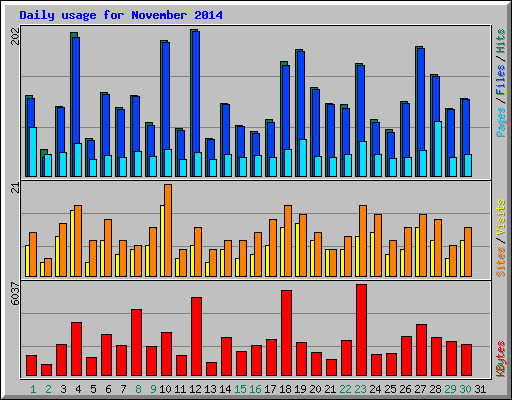 Daily usage for November 2014
202
Pages/Files/Hits
21
Sites/Visits
6037
KBytes
1 2 3 4 5 6 7 8 9 10 11 12 13 14 15 16 17 18 19 20 21 22 23 24 25 26 27 28 29 30 31